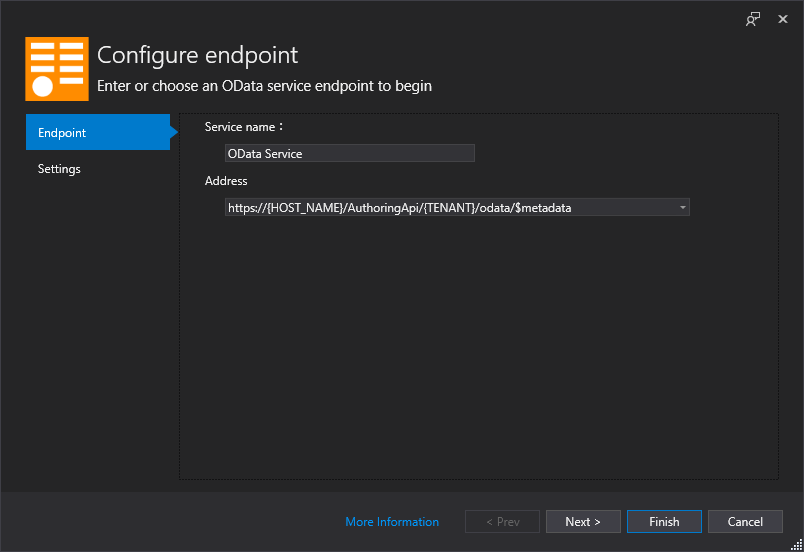 Configure endpoint
Enter or choose an OData service endpoint to begin
Endpoint
Settings
Service name :
OData Service
Address
https://{HOST_NAME}/AuthoringApi/{TENANT}/odata/$metadata
More Information
< Prev
Next >
Finish
Cancel